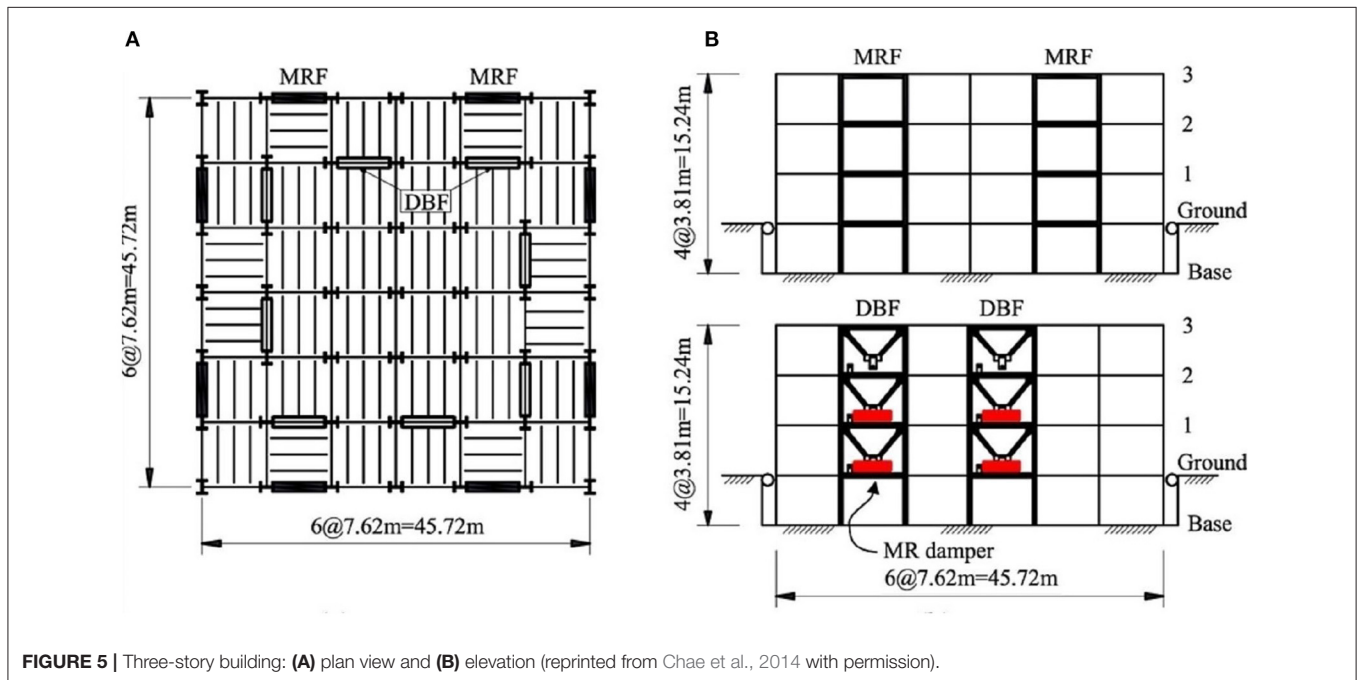 A
MRF MRF
DBF
6@7.62m=45.72m
6@7.62m=45.72m
B
MRF MRF
3
2
1
Ground
Base
4@3.81m=15.24m
DBF DBF
3
2
1
Ground
Base
4@3.81m=15.24m
MR damper
6@7.62m=45.72m
FIGURE 5 | Three-story building: (A) plan view and (B) elevation (reprinted from Chae et al., 2014 with permission).